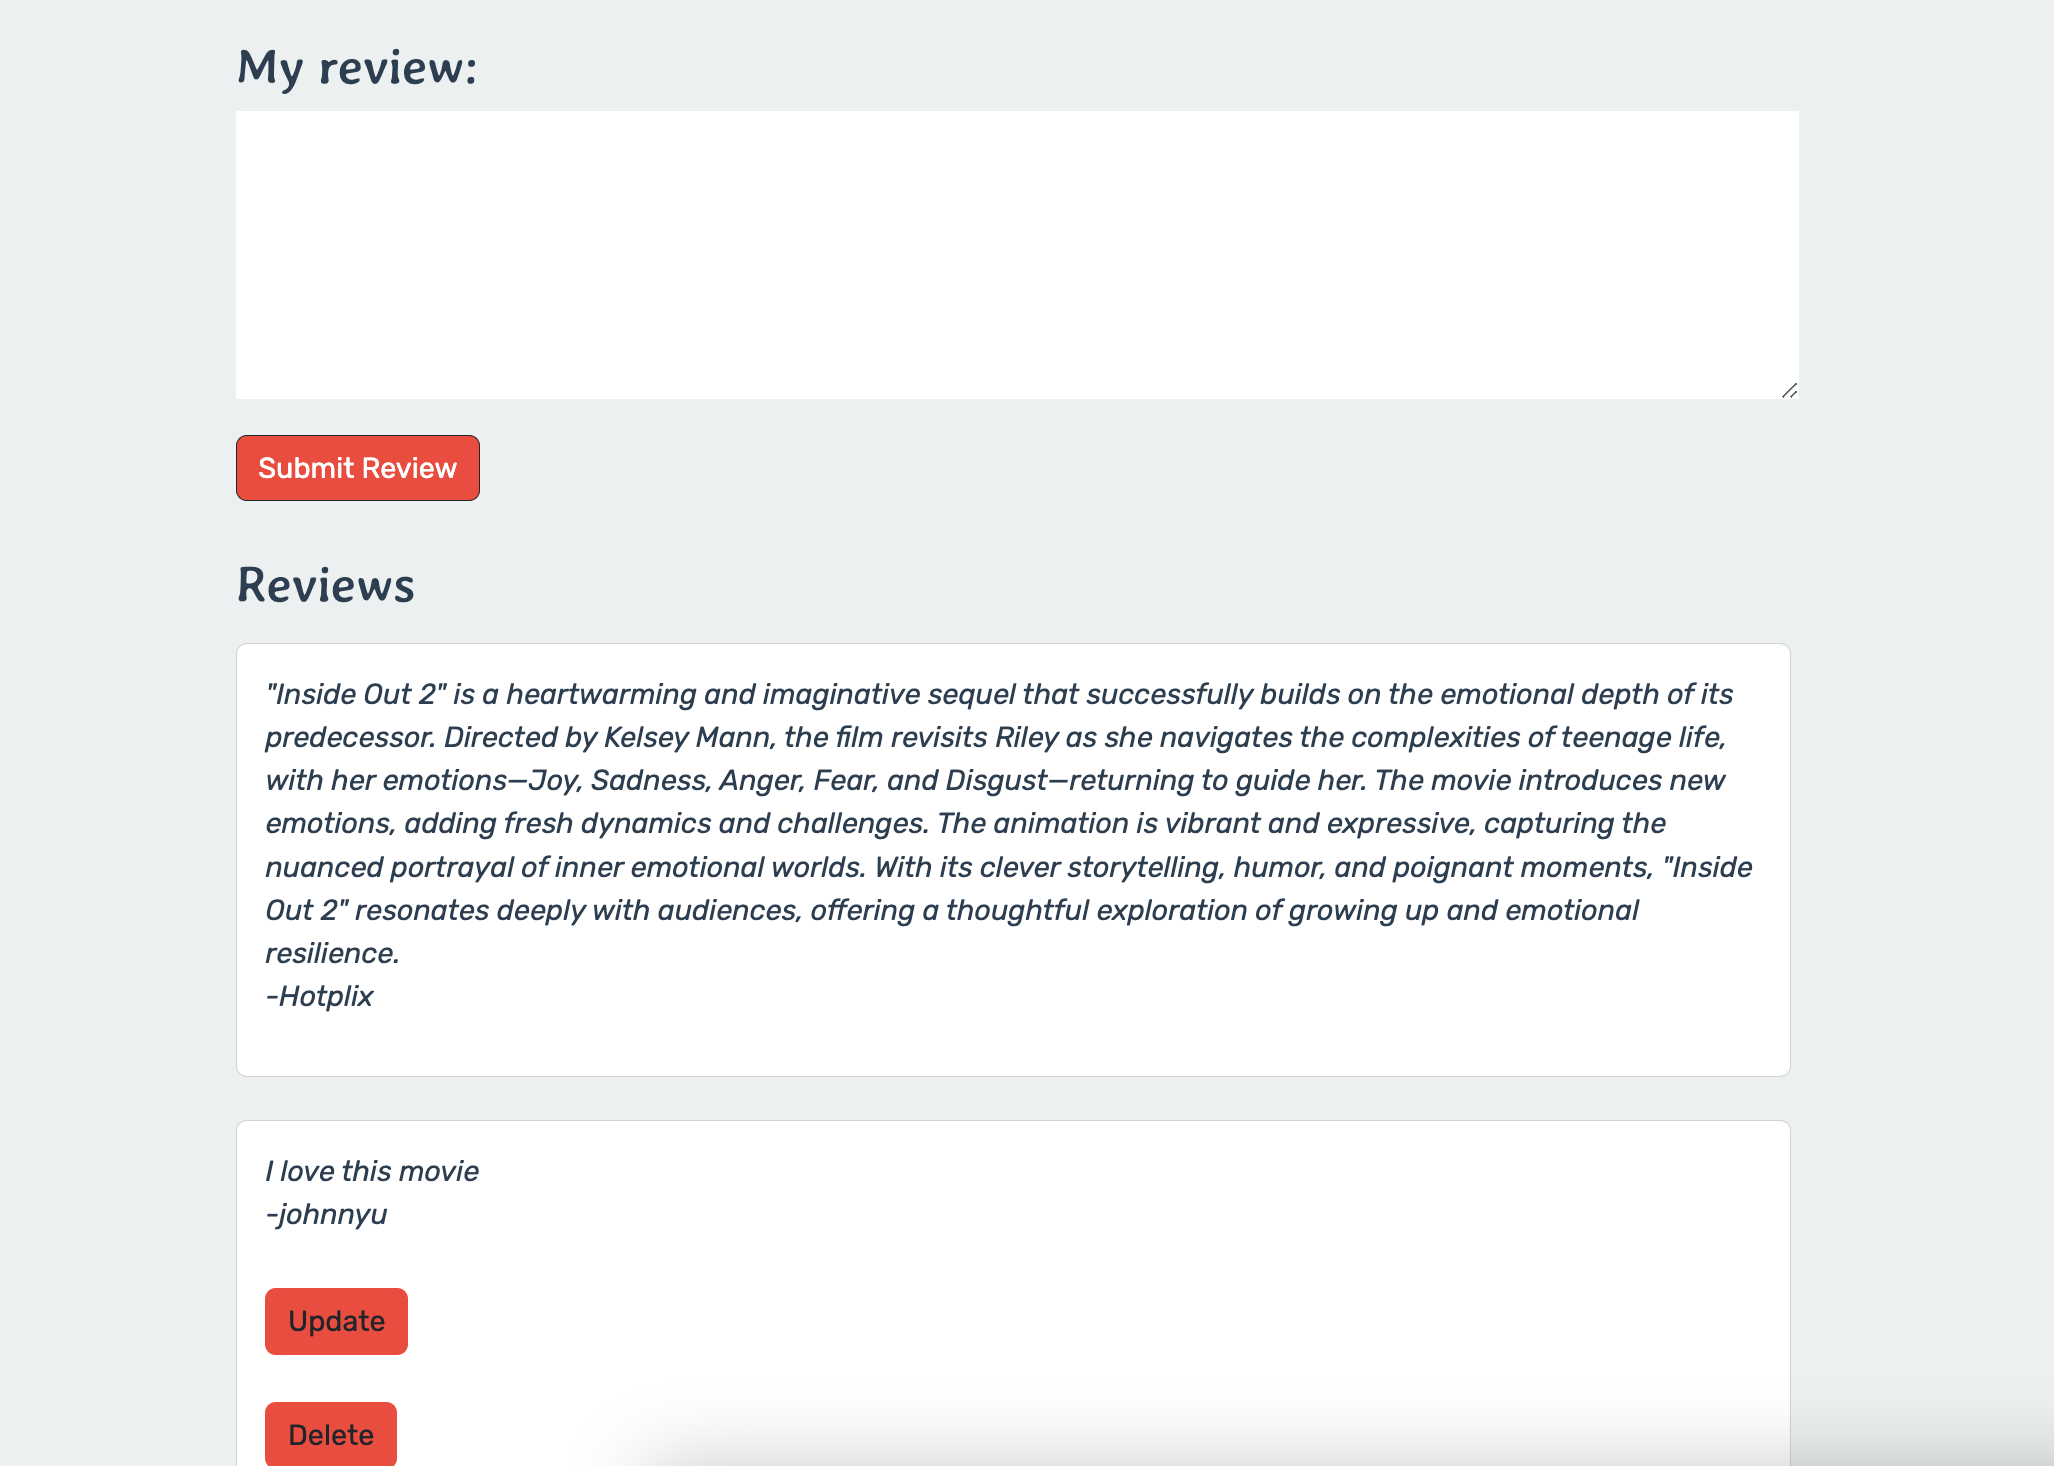 My review:
Submit Review
Reviews
"Inside Out 2" is a heartwarming and imaginative sequel that successfully builds on the emotional depth of its
predecessor. Directed by Kelsey Mann, the film revisits Riley as she navigates the complexities of teenage life,
with her emotions—Joy, Sadness, Anger, Fear, and Disgust—returning to guide her. The movie introduces new
emotions, adding fresh dynamics and challenges. The animation is vibrant and expressive, capturing the
nuanced portrayal of inner emotional worlds. With its clever storytelling, humor, and poignant moments, "Inside
Out 2" resonates deeply with audiences, offering a thoughtful exploration of growing up and emotional
resilience.
-Hotplix
I love this movie
-johnnyu
Update
Delete